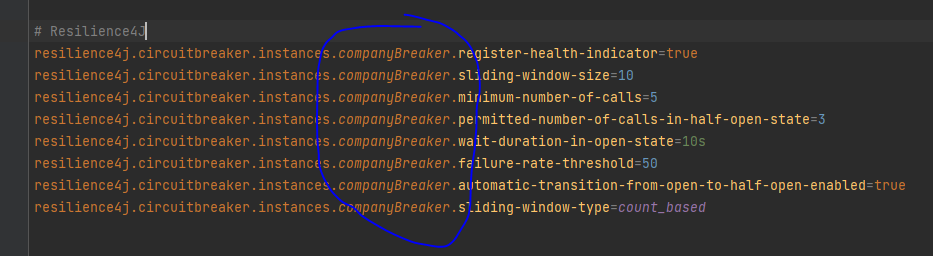 # Resilience4J
resilience4j.circuitbreaker.instances.companyBreaker.register-health-indicator=true
resilience4j.circuitbreaker.instances.companyBreaker.sliding-window-size=10
resilience4j.circuitbreaker.instances.companyBreaker.minimum-number-of-calls=5
resilience4j.circuitbreaker.instances.companyBreaker.permitted-number-of-calls-in-half-open-state=3
resilience4j.circuitbreaker.instances.companyBreaker.wait-duration-in-open-state=10s
resilience4j.circuitbreaker.instances.companyBreaker.failure-rate-threshold=50
resilience4j.circuitbreaker.instances.companyBreaker.automatic-transition-from-open-to-half-open-enabled=true
resilience4j.circuitbreaker.instances.companyBreaker.sliding-window-type=count_based